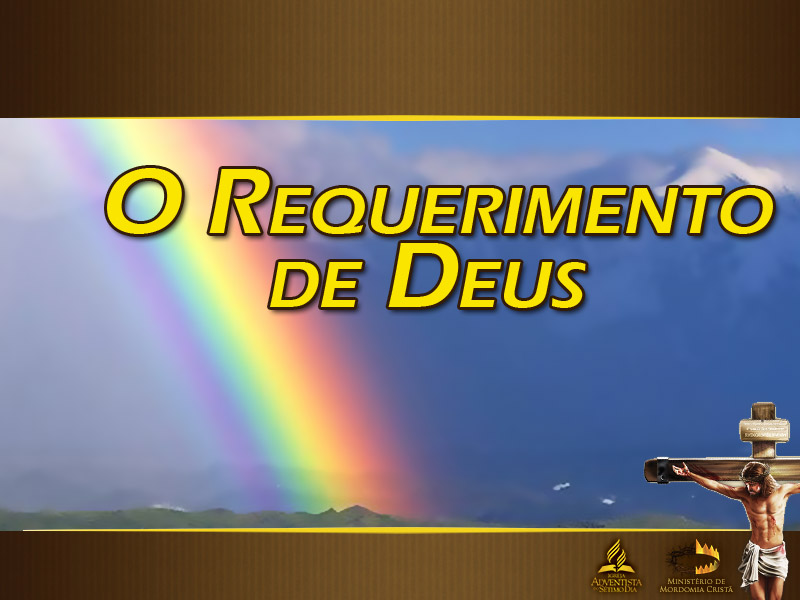 O REQUERIMENTO
DE DEUS
IGREJA
ADVENTISTA
DO SÉTIMO DIA
MINISTÉRIO DE
MORDOMIA CRISTÃ